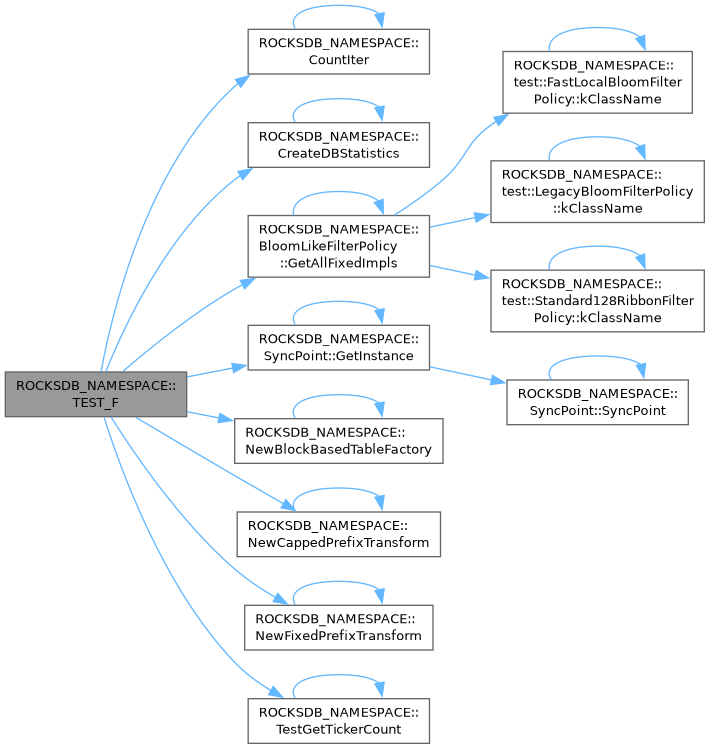 ROCKSDB_NAMESPACE::
TEST_F
ROCKSDB_NAMESPACE::
CountIter
ROCKSDB_NAMESPACE::
CreateDBStatistics
ROCKSDB_NAMESPACE::
BloomLikeFilterPolicy
::GetAllFixedImpls
ROCKSDB_NAMESPACE::
SyncPoint::GetInstance
ROCKSDB_NAMESPACE::
NewBlockBasedTableFactory
ROCKSDB_NAMESPACE::
NewCappedPrefixTransform
ROCKSDB_NAMESPACE::
NewFixedPrefixTransform
ROCKSDB_NAMESPACE::
TestGetTickerCount
ROCKSDB_NAMESPACE::
test::FastLocalBloomFilter
Policy::kClassName
ROCKSDB_NAMESPACE::
test::LegacyBloomFilterPolicy
::kClassName
ROCKSDB_NAMESPACE::
test::Standard128RibbonFilter
Policy::kClassName
ROCKSDB_NAMESPACE::
SyncPoint::SyncPoint